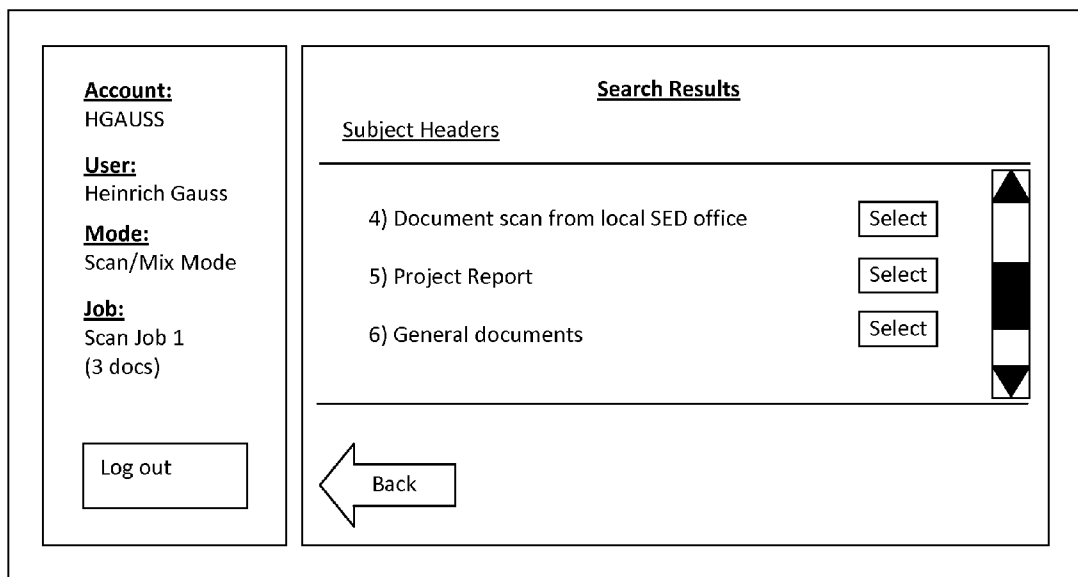 Account:
HGAUSS
User:
Heinrich Gauss
Mode:
Scan/Mix Mode
Job:
Scan Job 1
(3 docs)
Log out
Search Results
Subject Headers
4) Document scan from local SED office
Select
5) Project Report
Select
6) General documents
Select
Back